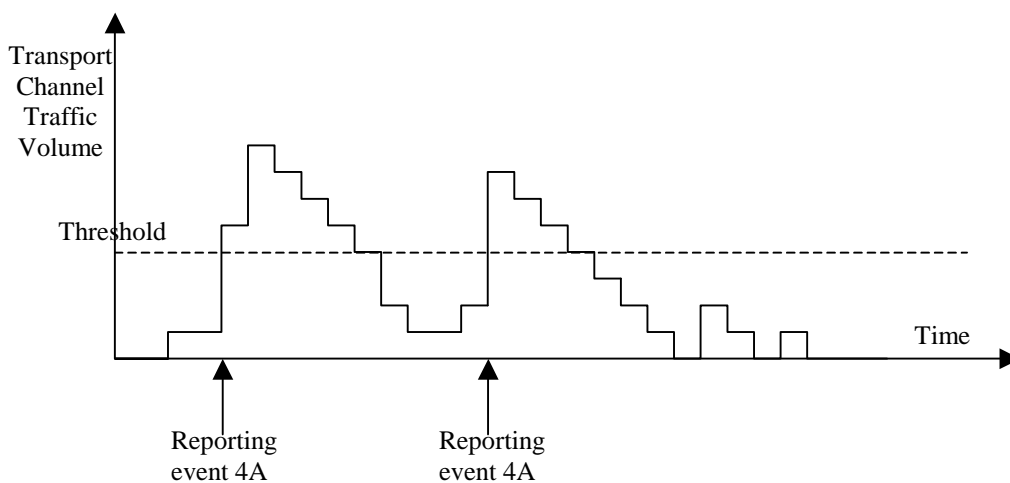 Transport
Channel
Traffic
Volume
Threshold
Time
Reporting
event 4A
Reporting
event 4A